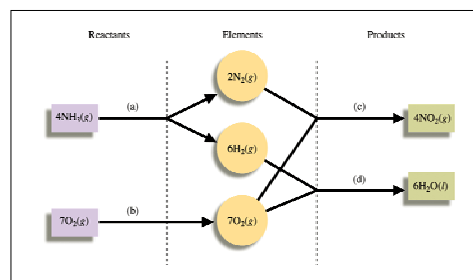 Reactants Elements Products
2N₂(g)
(a) (c)
4NH₃(g) 4NO₂(g)
6H₂(g)
(d)
6H₂O(l)
(b)
7O₂(g) 7O₂(g)